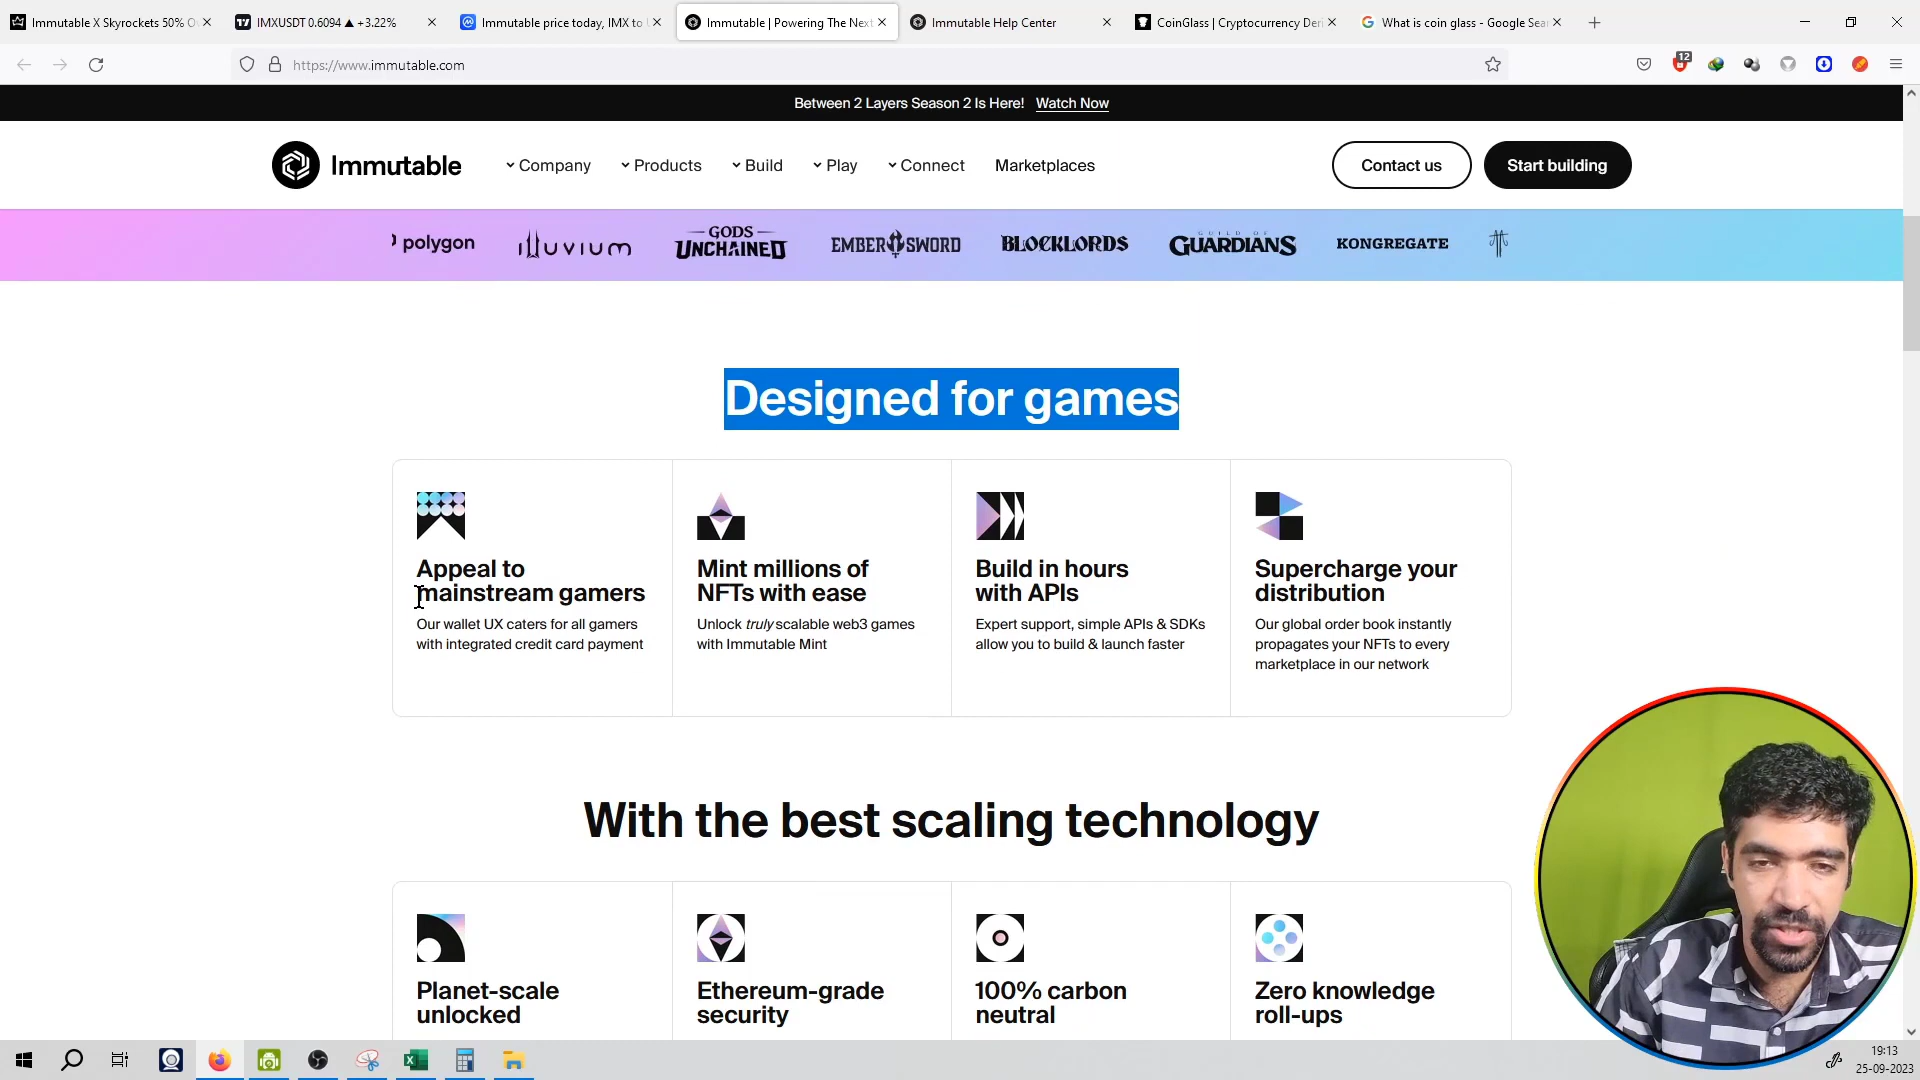 Immutable X Skyrockets 50% O
IMXUSDT 0.6094 ▲ +3.22%
Immutable price today, IMX to
Immutable | Powering The Next
Immutable Help Center
CoinGlass | Cryptocurrency Deri
What is coin glass - Google Sea
https://www.immutable.com
12
Between 2 Layers Season 2 Is Here! Watch Now
Immutable
Company
Products
Build
Play
Connect
Marketplaces
Contact us
Start building
polygon
illuvium
GODS
UNCHAINED
EMBER SWORD
BLOCKLORDS
GUILD OF
GUARDIANS
KONGREGATE
Designed for games
Appeal to
mainstream gamers
Our wallet UX caters for all gamers
with integrated credit card payment
Mint millions of
NFTs with ease
Unlock truly scalable web3 games
with Immutable Mint
Build in hours
with APIs
Expert support, simple APIs & SDKs
allow you to build & launch faster
Supercharge your
distribution
Our global order book instantly
propagates your NFTs to every
marketplace in our network
With the best scaling technology
Planet-scale
unlocked
Ethereum-grade
security
100% carbon
neutral
Zero knowledge
roll-ups
19:13
25-09-2023